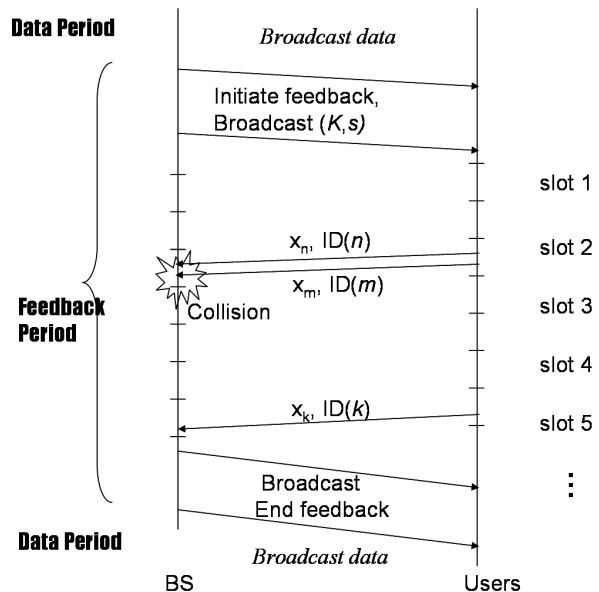 Data Period
Broadcast data
Initiate feedback,
Broadcast (K,s)
slot 1
xn, ID(n)
slot 2
xm, ID(m)
Collision
slot 3
Feedback
Period
slot 4
xk, ID(k)
slot 5
Broadcast
End feedback
⋮
Data Period
Broadcast data
BS
Users